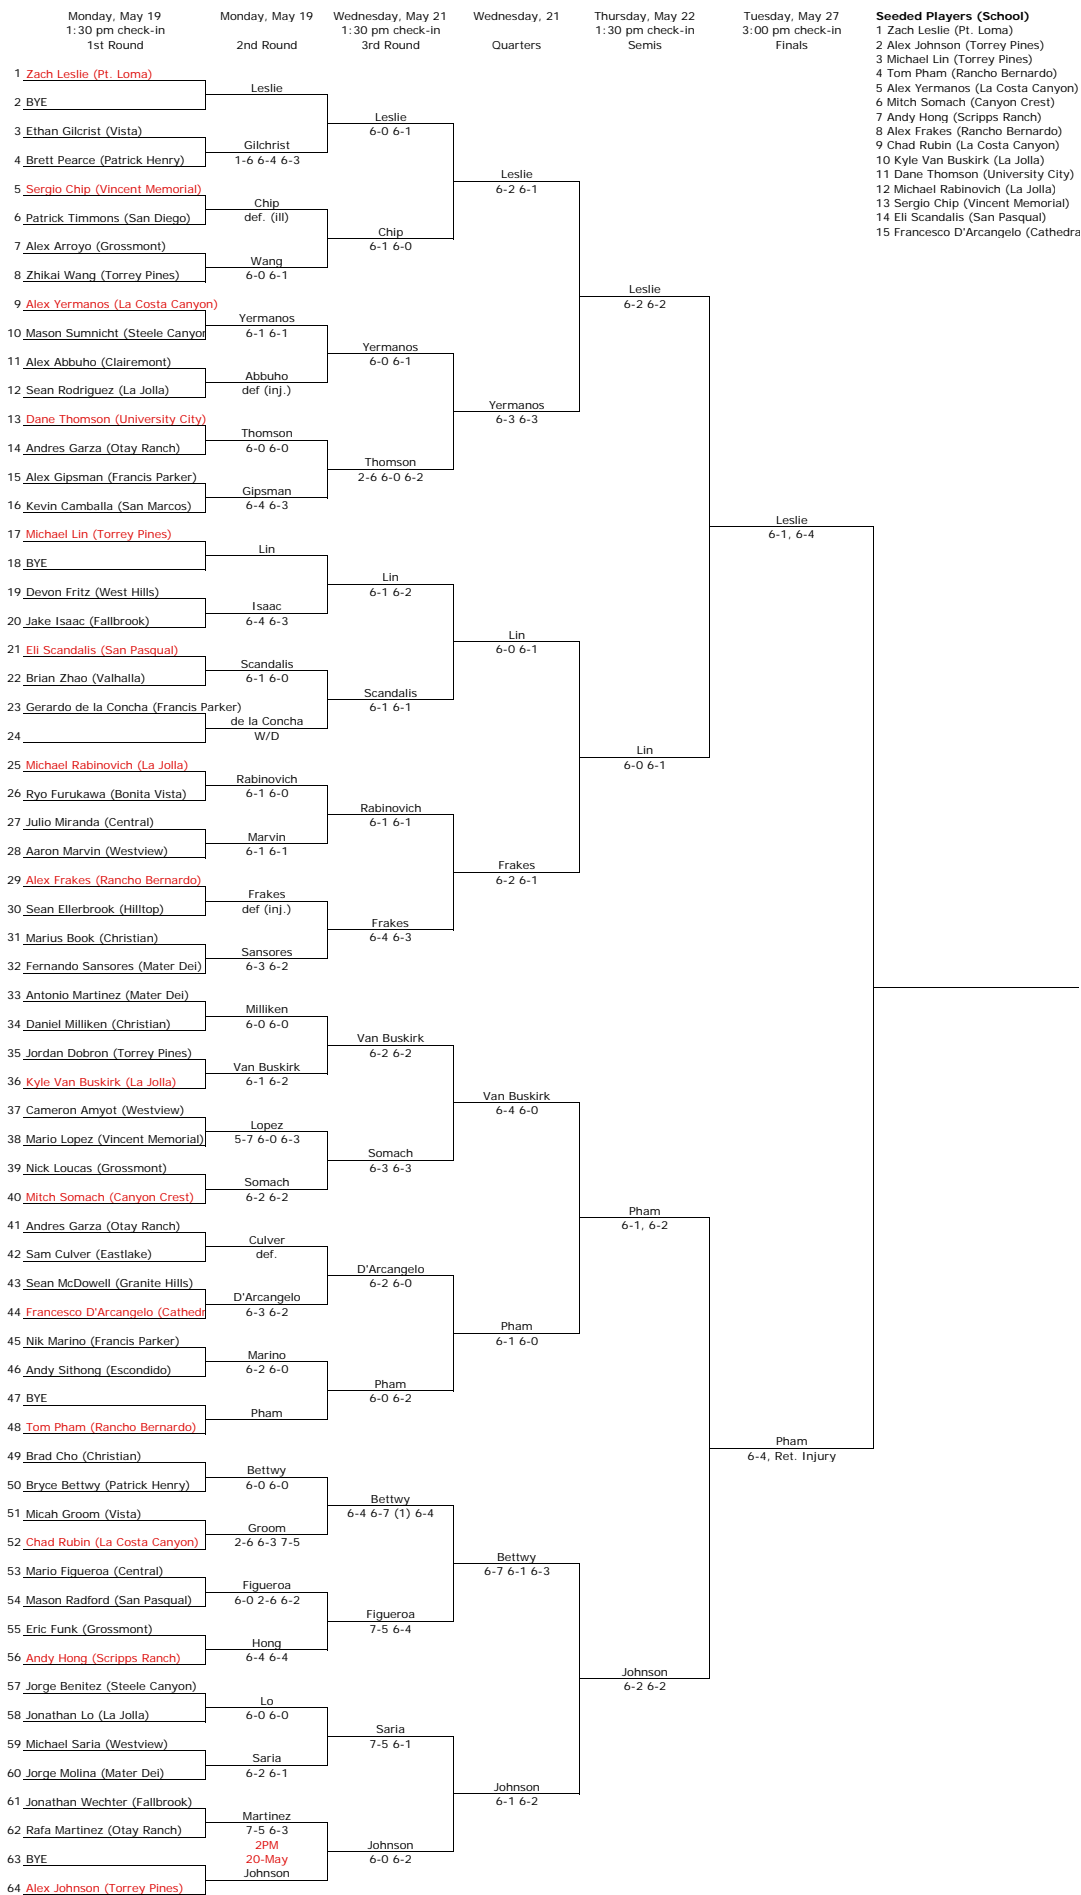 Monday, May 19
1:30 pm check-in
1st Round
Monday, May 19
2nd Round
Wednesday, May 21
1:30 pm check-in
3rd Round
Wednesday, 21
Quarters
Thursday, May 22
1:30 pm check-in
Semis
Tuesday, May 27
3:00 pm check-in
Finals
Seeded Players (School)
1 Zach Leslie (Pt. Loma)
2 Alex Johnson (Torrey Pines)
3 Michael Lin (Torrey Pines)
4 Tom Pham (Rancho Bernardo)
5 Alex Yermanos (La Costa Canyon)
6 Mitch Somach (Canyon Crest)
7 Andy Hong (Scripps Ranch)
8 Alex Frakes (Rancho Bernardo)
9 Chad Rubin (La Costa Canyon)
10 Kyle Van Buskirk (La Jolla)
11 Dane Thomson (University City)
12 Michael Rabinovich (La Jolla)
13 Sergio Chip (Vincent Memorial)
14 Eli Scandalis (San Pasqual)
15 Francesco D'Arcangelo (Cathedra
1 Zach Leslie (Pt. Loma)
2 BYE
3 Ethan Gilcrist (Vista)
4 Brett Pearce (Patrick Henry)
5 Sergio Chip (Vincent Memorial)
6 Patrick Timmons (San Diego)
7 Alex Arroyo (Grossmont)
8 Zhikai Wang (Torrey Pines)
9 Alex Yermanos (La Costa Canyon)
10 Mason Sumnicht (Steele Canyon
11 Alex Abbuho (Clairemont)
12 Sean Rodriguez (La Jolla)
13 Dane Thomson (University City)
14 Andres Garza (Otay Ranch)
15 Alex Gipsman (Francis Parker)
16 Kevin Camballa (San Marcos)
17 Michael Lin (Torrey Pines)
18 BYE
19 Devon Fritz (West Hills)
20 Jake Isaac (Fallbrook)
21 Eli Scandalis (San Pasqual)
22 Brian Zhao (Valhalla)
23 Gerardo de la Concha (Francis Parker)
24
25 Michael Rabinovich (La Jolla)
26 Ryo Furukawa (Bonita Vista)
27 Julio Miranda (Central)
28 Aaron Marvin (Westview)
29 Alex Frakes (Rancho Bernardo)
30 Sean Ellerbrook (Hilltop)
31 Marius Book (Christian)
32 Fernando Sansores (Mater Dei)
33 Antonio Martinez (Mater Dei)
34 Daniel Milliken (Christian)
35 Jordan Dobron (Torrey Pines)
36 Kyle Van Buskirk (La Jolla)
37 Cameron Amyot (Westview)
38 Mario Lopez (Vincent Memorial)
39 Nick Loucas (Grossmont)
40 Mitch Somach (Canyon Crest)
41 Andres Garza (Otay Ranch)
42 Sam Culver (Eastlake)
43 Sean McDowell (Granite Hills)
44 Francesco D'Arcangelo (Cathedr
45 Nik Marino (Francis Parker)
46 Andy Sithong (Escondido)
47 BYE
48 Tom Pham (Rancho Bernardo)
49 Brad Cho (Christian)
50 Bryce Bettwy (Patrick Henry)
51 Micah Groom (Vista)
52 Chad Rubin (La Costa Canyon)
53 Mario Figueroa (Central)
54 Mason Radford (San Pasqual)
55 Eric Funk (Grossmont)
56 Andy Hong (Scripps Ranch)
57 Jorge Benitez (Steele Canyon)
58 Jonathan Lo (La Jolla)
59 Michael Saria (Westview)
60 Jorge Molina (Mater Dei)
61 Jonathan Wechter (Fallbrook)
62 Rafa Martinez (Otay Ranch)
63 BYE
64 Alex Johnson (Torrey Pines)
Leslie
Gilchrist
1-6 6-4 6-3
Chip
def. (ill)
Wang
6-0 6-1
Yermanos
6-1 6-1
Abbuho
def (inj.)
Thomson
6-0 6-0
Gipsman
6-4 6-3
Lin
Isaac
6-4 6-3
Scandalis
6-1 6-0
de la Concha
W/D
Rabinovich
6-1 6-0
Marvin
6-1 6-1
Frakes
def (inj.)
Sansores
6-3 6-2
Milliken
6-0 6-0
Van Buskirk
6-1 6-2
Lopez
5-7 6-0 6-3
Somach
6-2 6-2
Culver
def.
D'Arcangelo
6-3 6-2
Marino
6-2 6-0
Pham
Bettwy
6-0 6-0
Groom
2-6 6-3 7-5
Figueroa
6-0 2-6 6-2
Hong
6-4 6-4
Lo
6-0 6-0
Saria
6-2 6-1
Martinez
7-5 6-3
2PM
20-May
Johnson
Leslie
6-0 6-1
Chip
6-1 6-0
Yermanos
6-0 6-1
Thomson
2-6 6-0 6-2
Lin
6-1 6-2
Scandalis
6-1 6-1
Rabinovich
6-1 6-1
Frakes
6-4 6-3
Van Buskirk
6-2 6-2
Somach
6-3 6-3
D'Arcangelo
6-2 6-0
Pham
6-0 6-2
Bettwy
6-4 6-7 (1) 6-4
Figueroa
7-5 6-4
Saria
7-5 6-1
Johnson
6-0 6-2
Leslie
6-2 6-1
Yermanos
6-3 6-3
Lin
6-0 6-1
Frakes
6-2 6-1
Van Buskirk
6-4 6-0
Pham
6-1 6-0
Bettwy
6-7 6-1 6-3
Johnson
6-1 6-2
Leslie
6-2 6-2
Lin
6-0 6-1
Pham
6-1, 6-2
Johnson
6-2 6-2
Leslie
6-1, 6-4
Pham
6-4, Ret. Injury